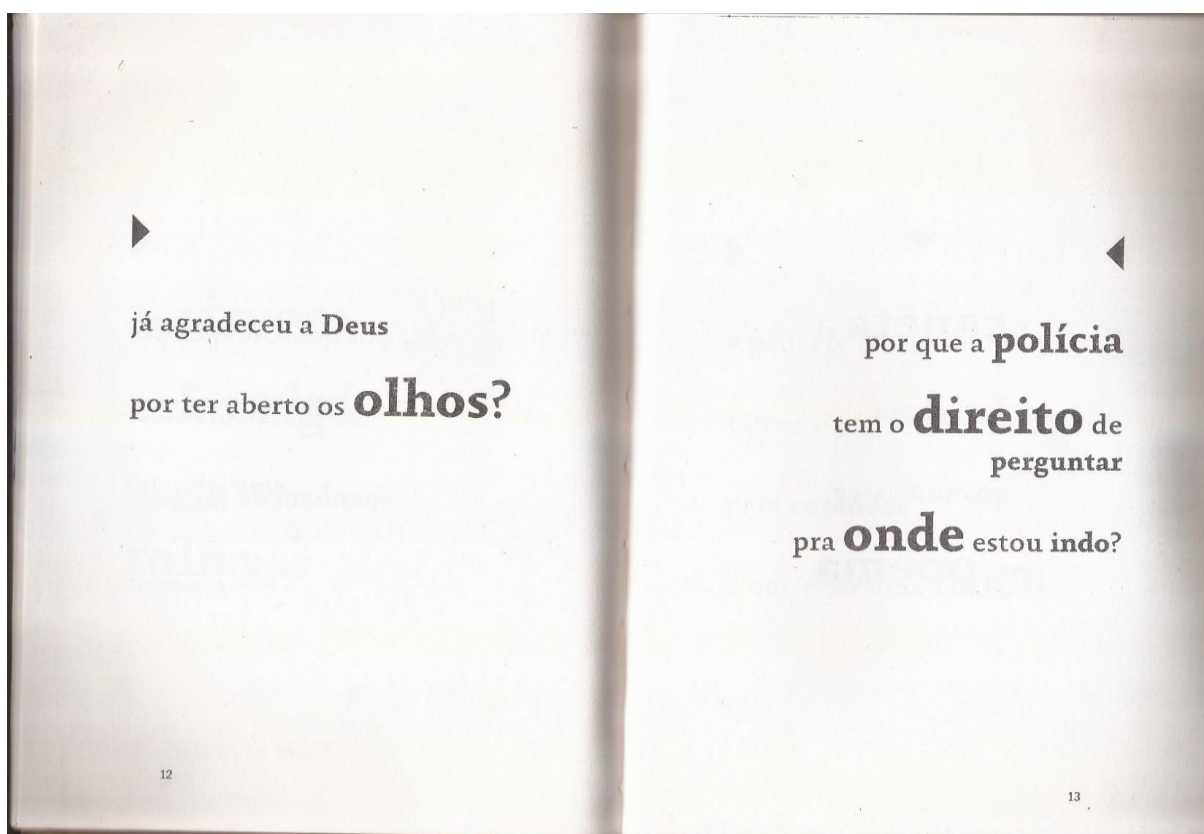 já agradeceu a Deus
por ter aberto os olhos?
12
por que a polícia
tem o direito de
perguntar
pra onde estou indo?
13